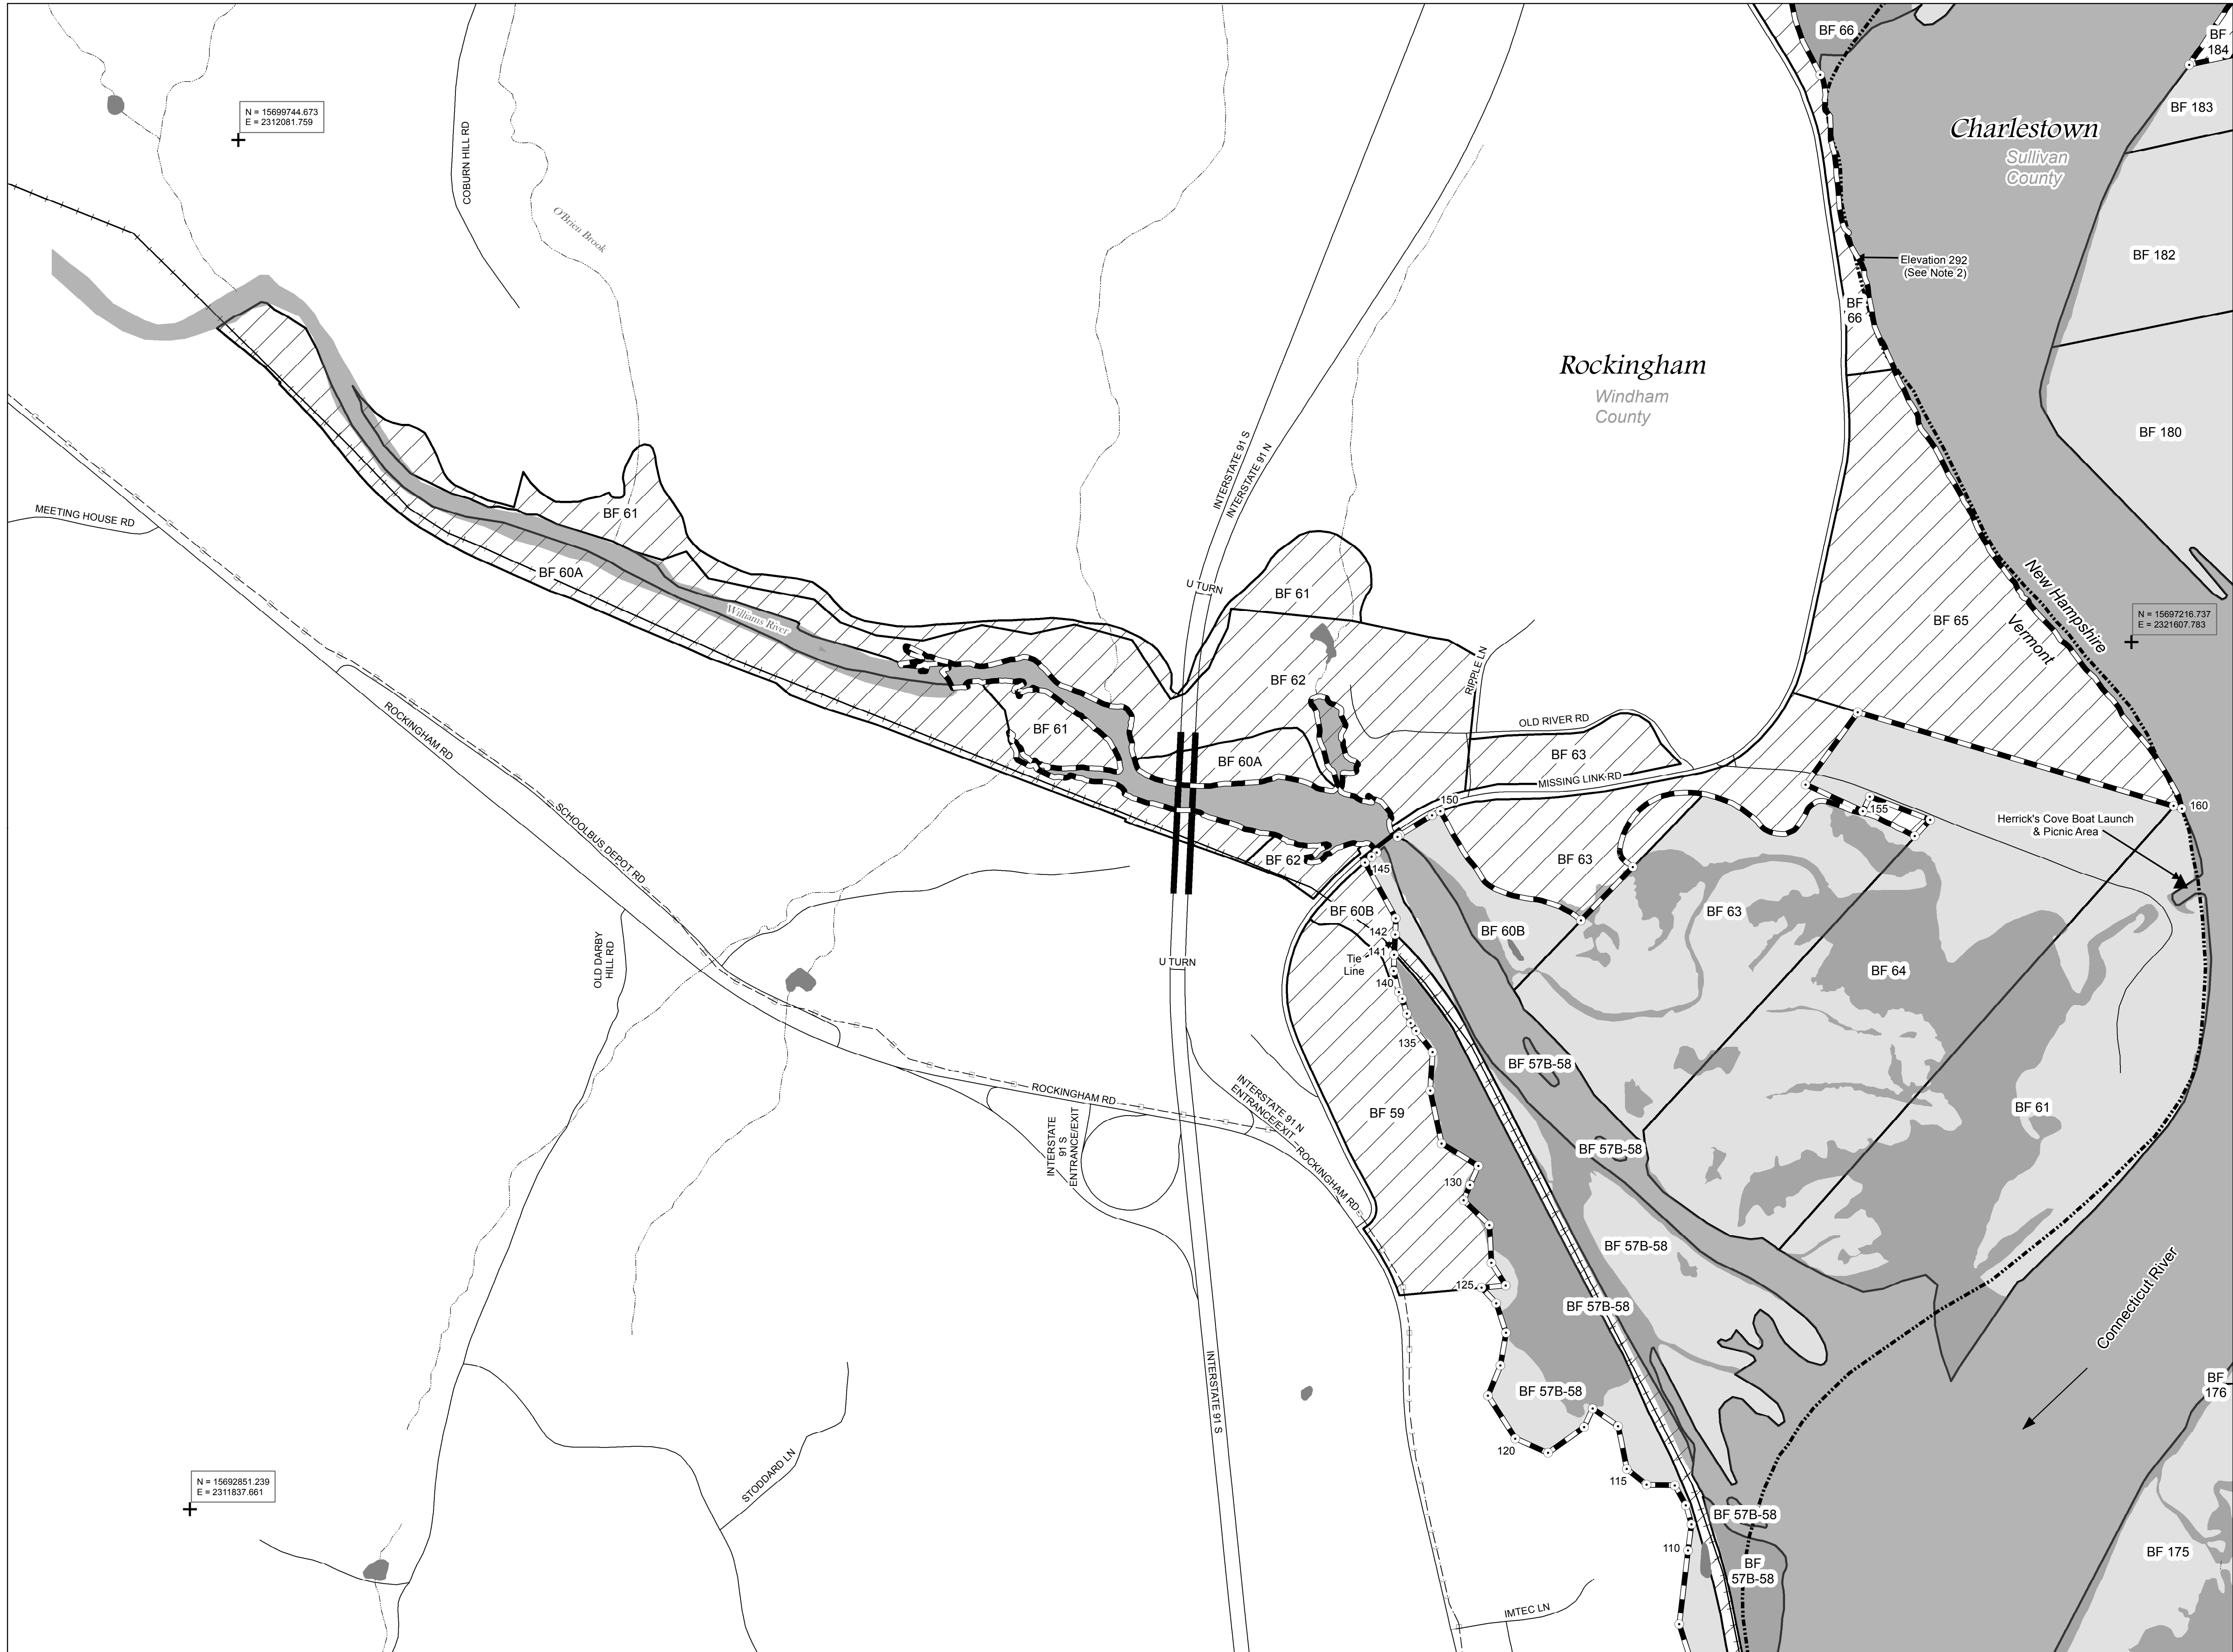 BF 66
BF
184
BF 183
N = 15699744.673
E = 2312081.759
COBURN HILL RD
Charlestown
Sullivan
County
O'Brien Brook
BF 182
Elevation 292
(See Note 2)
BF
66
Rockingham
Windham
County
BF 180
INTERSTATE 91 S
INTERSTATE 91 N
MEETING HOUSE RD
BF 61
BF 60A
U TURN
BF 61
New Hampshire
Vermont
N = 15697216.737
E = 2321607.783
BF 65
Williams River
RIPPLE LN
BF 62
OLD RIVER RD
BF 61
BF 63
BF 60A
MISSING LINK RD
150
155
160
ROCKINGHAM RD
Herrick's Cove Boat Launch
& Picnic Area
SCHOOLBUS DEPOT RD
BF 62
145
BF 63
BF 60B
BF 63
142
BF 60B
141
Tie
Line
140
BF 64
OLD DARBY
HILL RD
U TURN
135
BF 57B-58
ROCKINGHAM RD
INTERSTATE 91 N
ENTRANCE/EXIT
BF 59
BF 61
INTERSTATE
91 S
ENTRANCE/EXIT
BF 57B-58
ROCKINGHAM RD
130
BF 57B-58
125
BF 57B-58
Connecticut River
INTERSTATE 91 S
BF 57B-58
BF
176
120
N = 15692851.239
E = 2311837.661
STODDARD LN
115
BF 57B-58
110
BF
57B-58
BF 175
IMTEC LN